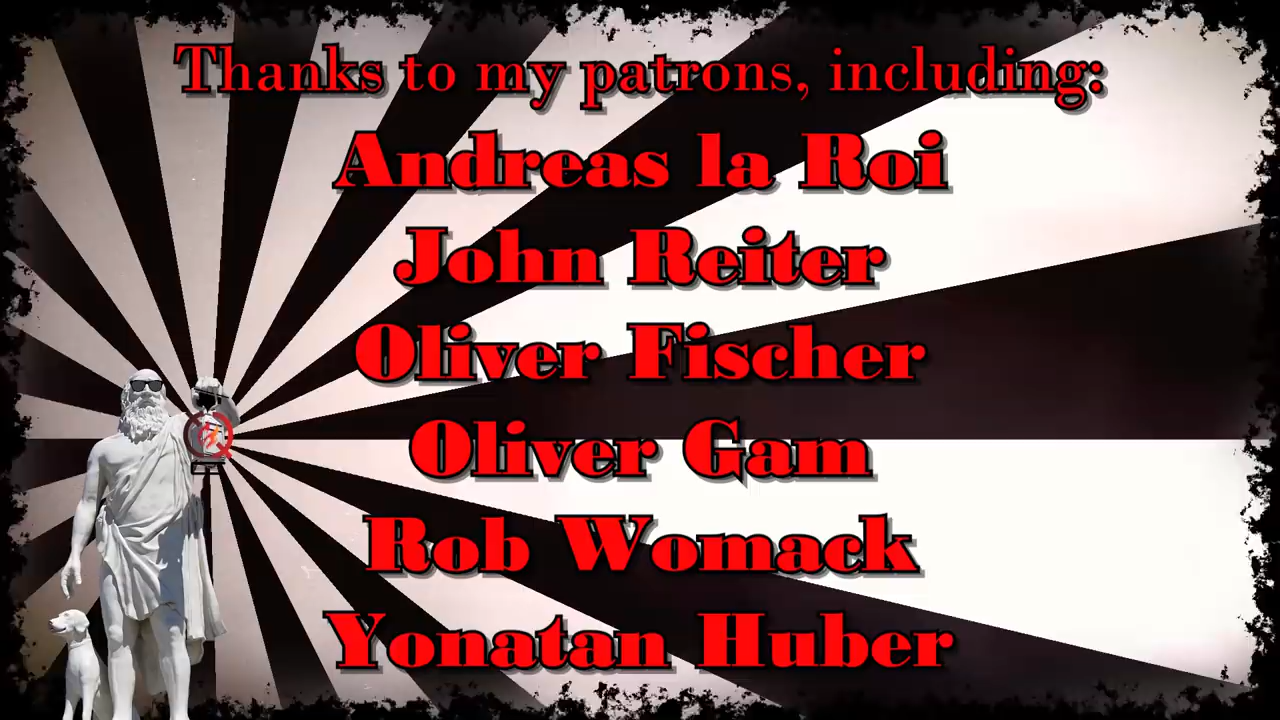 Thanks to my patrons, including:
Andreas la Roi
John Reiter
Oliver Fischer
Oliver Gam
Rob Womack
Yonatan Huber